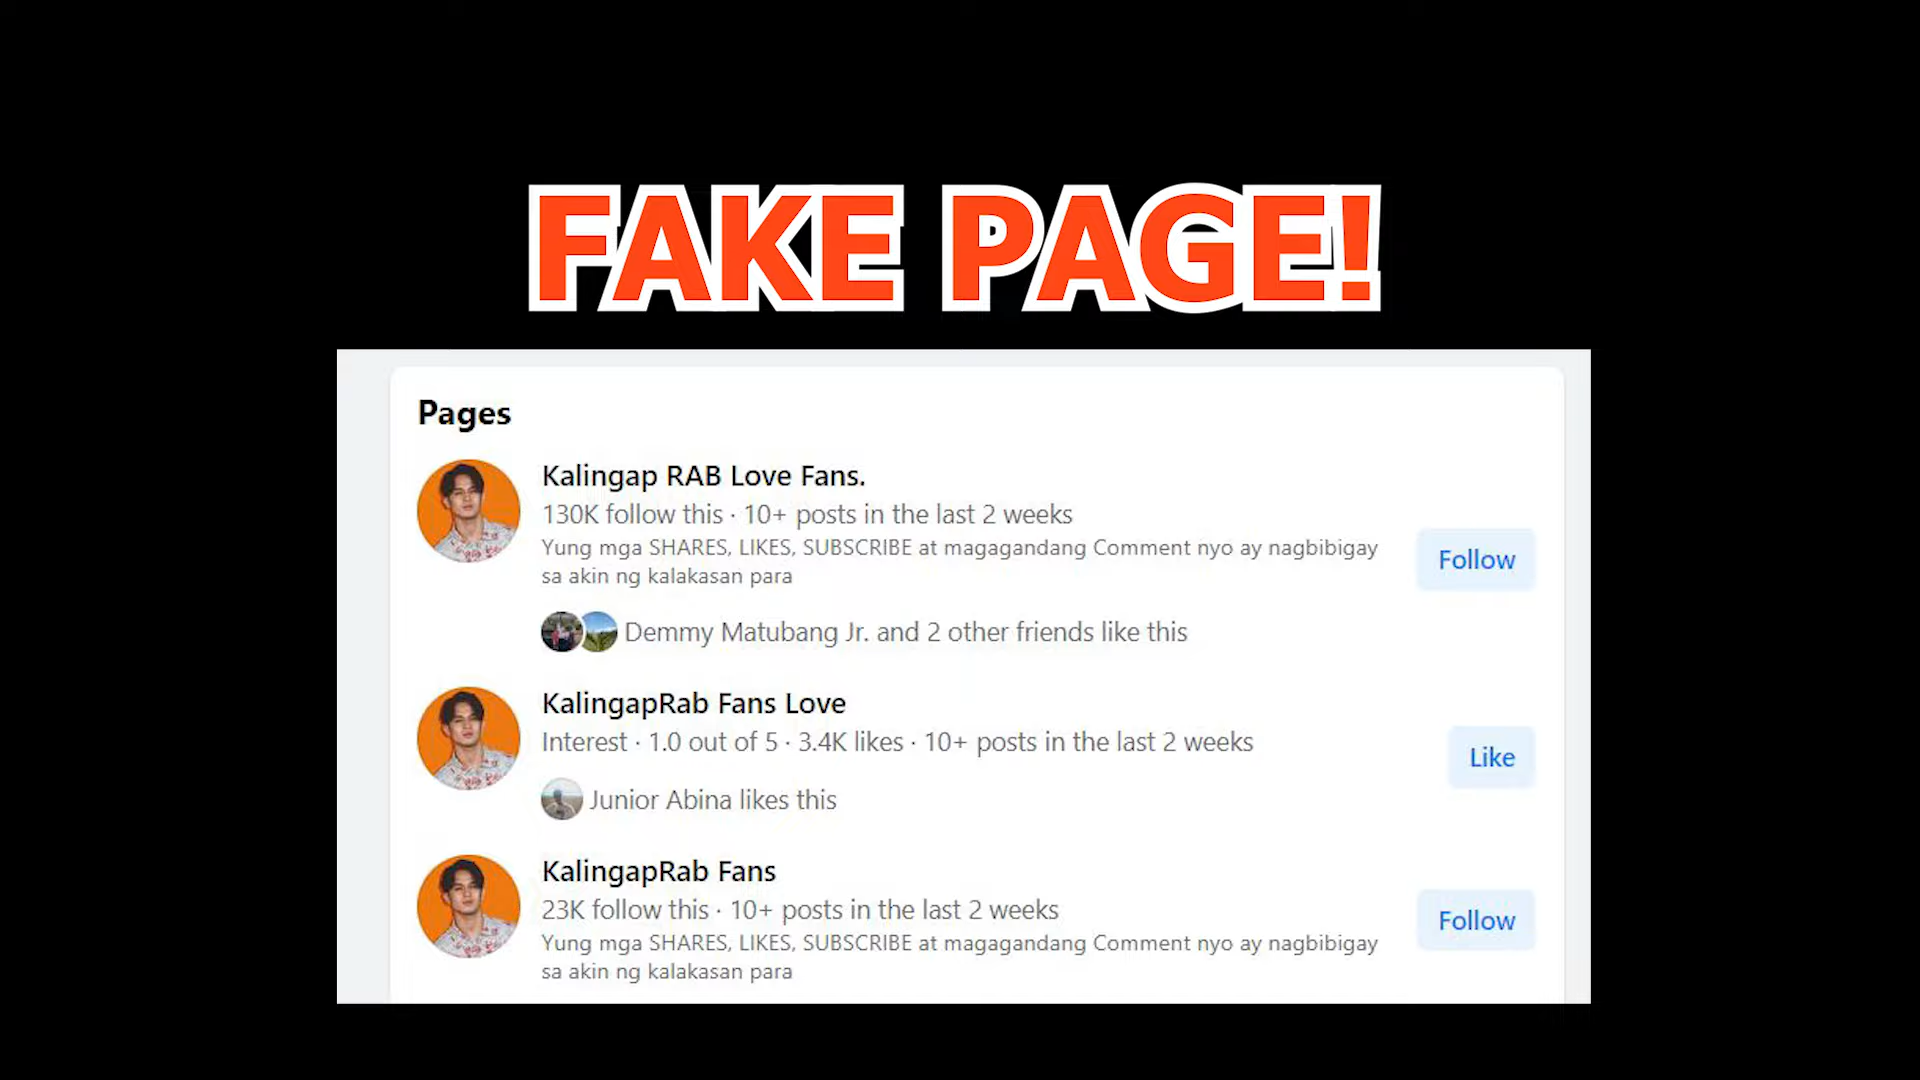 FAKE PAGE!
Pages
Kalingap RAB Love Fans.
130K follow this · 10+ posts in the last 2 weeks
Yung mga SHARES, LIKES, SUBSCRIBE at magagandang Comment nyo ay nagbibigay
sa akin ng kalakasan para
Follow
Demmy Matubang Jr. and 2 other friends like this
KalingapRab Fans Love
Interest · 1.0 out of 5 · 3.4K likes · 10+ posts in the last 2 weeks
Like
Junior Abina likes this
KalingapRab Fans
23K follow this · 10+ posts in the last 2 weeks
Yung mga SHARES, LIKES, SUBSCRIBE at magagandang Comment nyo ay nagbibigay
sa akin ng kalakasan para
Follow